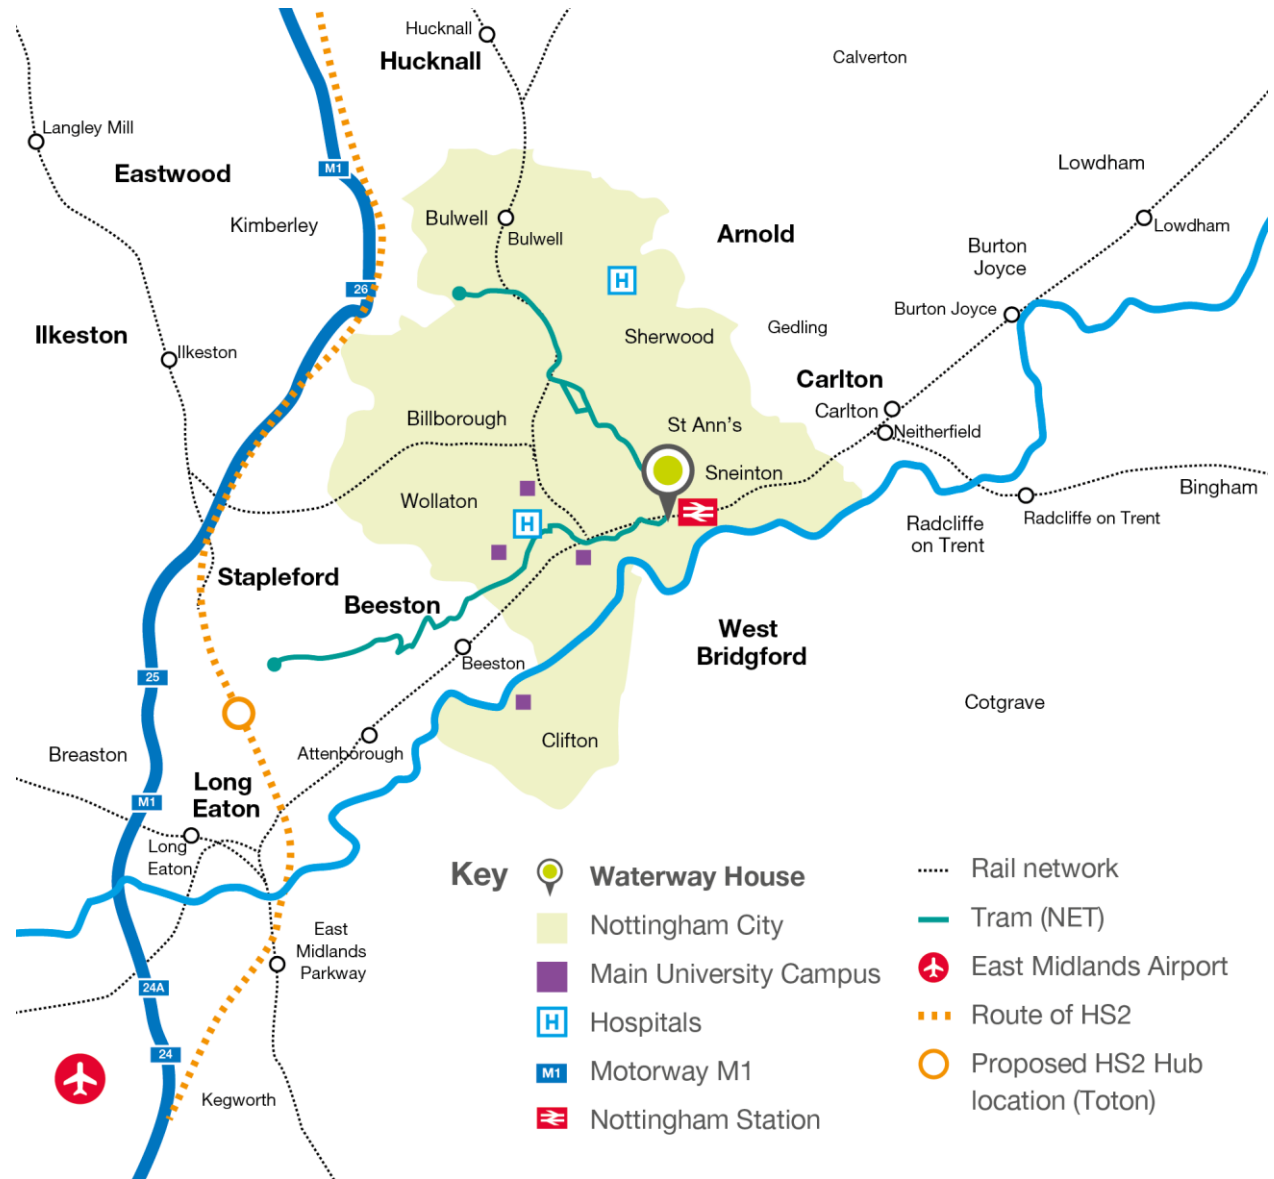 Hucknall
Hucknall
Calverton
Langley Mill
Eastwood
M1
Lowdham
Kimberley
Bulwell
Bulwell
Arnold
Lowdham
Burton
Joyce
H
26
Burton Joyce
Ilkeston
Ilkeston
Sherwood
Gedling
Carlton
Carlton
Billborough
St Ann's
Neitherfield
Wollaton
Sneinton
Bingham
H
Radcliffe
on Trent
Radcliffe on Trent
Stapleford
Beeston
West
Bridgford
Beeston
25
Cotgrave
Clifton
Attenborough
Breaston
Long
Eaton
M1
Long
Eaton
East
Midlands
Parkway
24A
24
Kegworth
Key
Waterway House
Nottingham City
Main University Campus
H
Hospitals
M1
Motorway M1
Nottingham Station
Rail network
Tram (NET)
East Midlands Airport
Route of HS2
Proposed HS2 Hub
location (Toton)